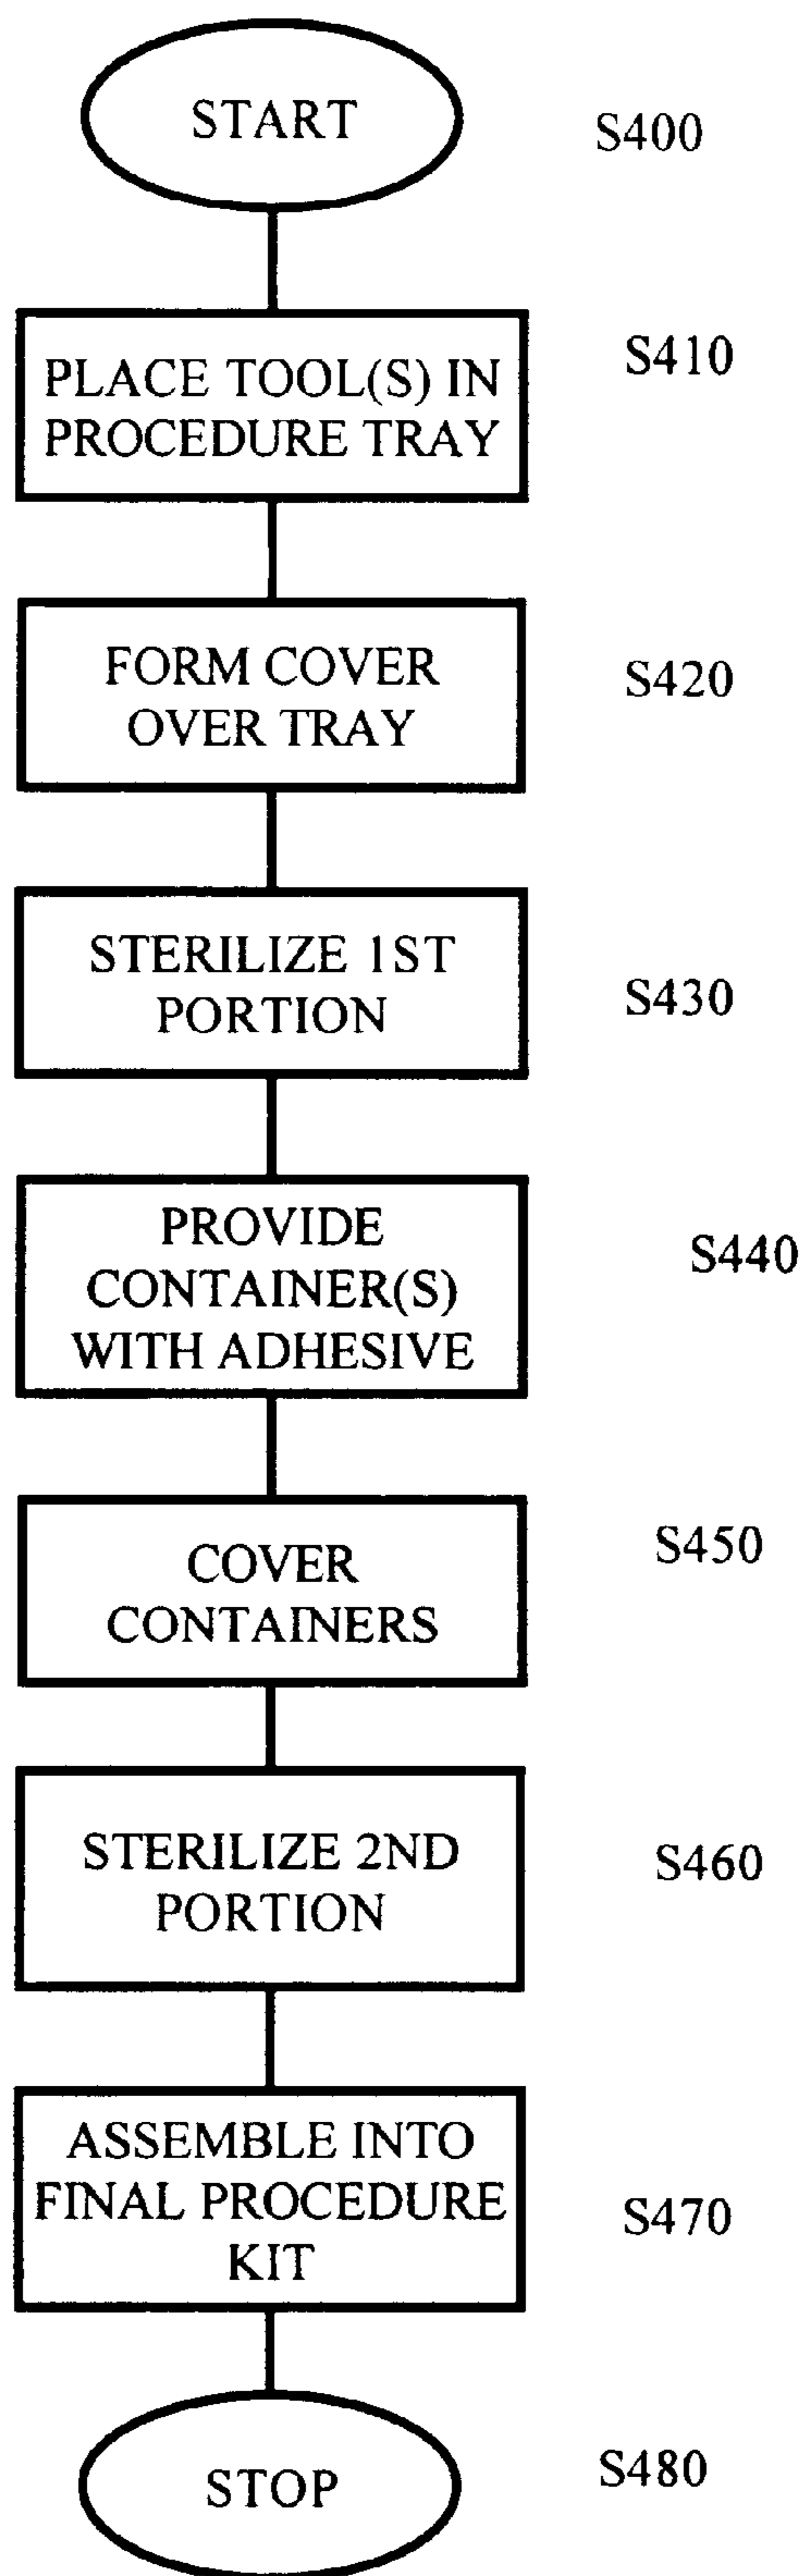 START
S400
PLACE TOOL(S) IN
PROCEDURE TRAY
S410
FORM COVER
OVER TRAY
S420
STERILIZE 1ST
PORTION
S430
PROVIDE
CONTAINER(S)
WITH ADHESIVE
S440
COVER
CONTAINERS
S450
STERILIZE 2ND
PORTION
S460
ASSEMBLE INTO
FINAL PROCEDURE
KIT
S470
STOP
S480